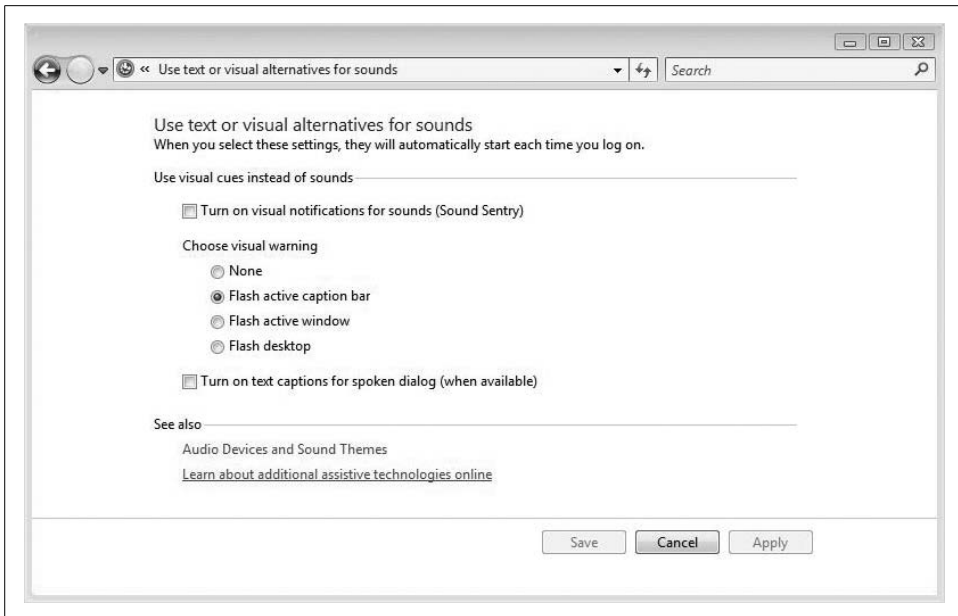 « Use text or visual alternatives for sounds
Search
Use text or visual alternatives for sounds
When you select these settings, they will automatically start each time you log on.
Use visual cues instead of sounds
Turn on visual notifications for sounds (Sound Sentry)
Choose visual warning
None
Flash active caption bar
Flash active window
Flash desktop
Turn on text captions for spoken dialog (when available)
See also
Audio Devices and Sound Themes
Learn about additional assistive technologies online
Save Cancel Apply